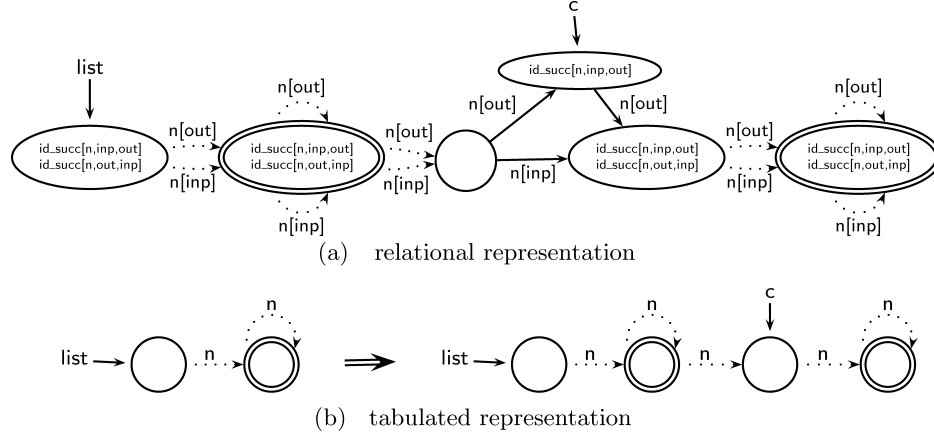 c
id_succ[n,inp,out]
list
n[out]
n[out]
n[out]
n[out]
n[out]
n[out]
n[out]
id_succ[n,inp,out]
id_succ[n,out,inp]
id_succ[n,inp,out]
id_succ[n,out,inp]
id_succ[n,inp,out]
id_succ[n,out,inp]
id_succ[n,inp,out]
id_succ[n,out,inp]
n[inp]
n[inp]
n[inp]
n[inp]
n[inp]
n[inp]
(a) relational representation
n
n
c
n
list
n
list
n
n
n
(b) tabulated representation